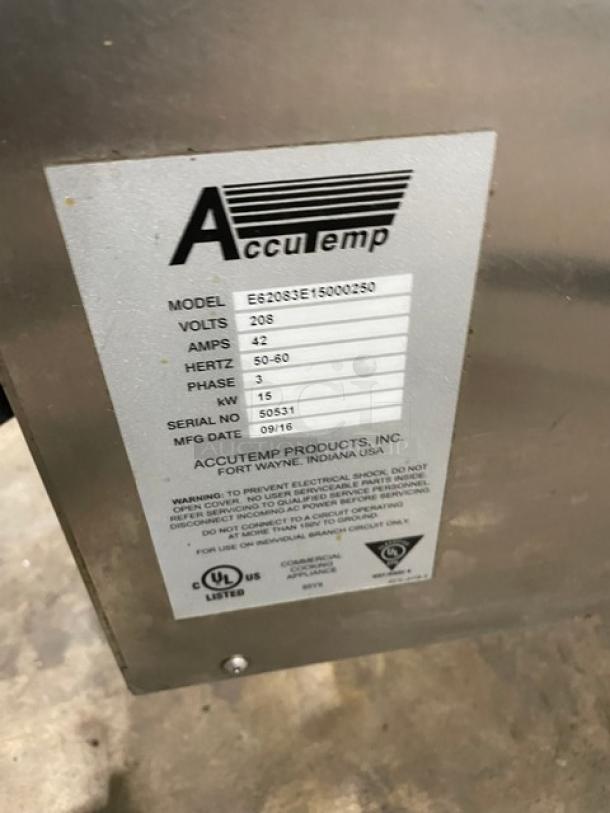 AccuTemp
MODEL E62083E15000250
VOLTS 208
AMPS 42
HERTZ 50-60
PHASE 3
kW 15
SERIAL NO 50531
MFG DATE 09/16
ACCUTEMP PRODUCTS, INC.
FORT WAYNE, INDIANA USA
WARNING: TO PREVENT ELECTRICAL SHOCK, DO NOT
OPEN COVER. NO USER SERVICEABLE PARTS INSIDE.
REFER SERVICING TO QUALIFIED SERVICE PERSONNEL.
DISCONNECT INCOMING AC POWER BEFORE SERVICING.
DO NOT CONNECT TO A CIRCUIT OPERATING
AT MORE THAN 150V TO GROUND.
FOR USE ON INDIVIDUAL BRANCH CIRCUIT ONLY.
C UL US
LISTED
COMMERCIAL
COOKING
APPLIANCE
UL